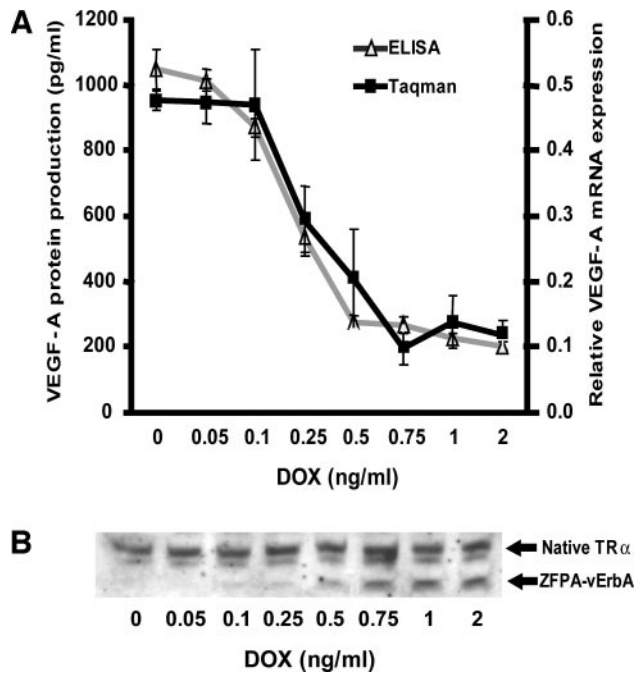 A
1200
1000
800
600
400
200
0
VEGF-A protein production (pg/ml)
ELISA
Taqman
0.6
0.5
0.4
0.3
0.2
0.1
0.0
Relative VEGF-A mRNA expression
0 0.05 0.1 0.25 0.5 0.75 1 2
DOX (ng/ml)
B
Native TRα
ZFPA-vErbA
0 0.05 0.1 0.25 0.5 0.75 1 2
DOX (ng/ml)